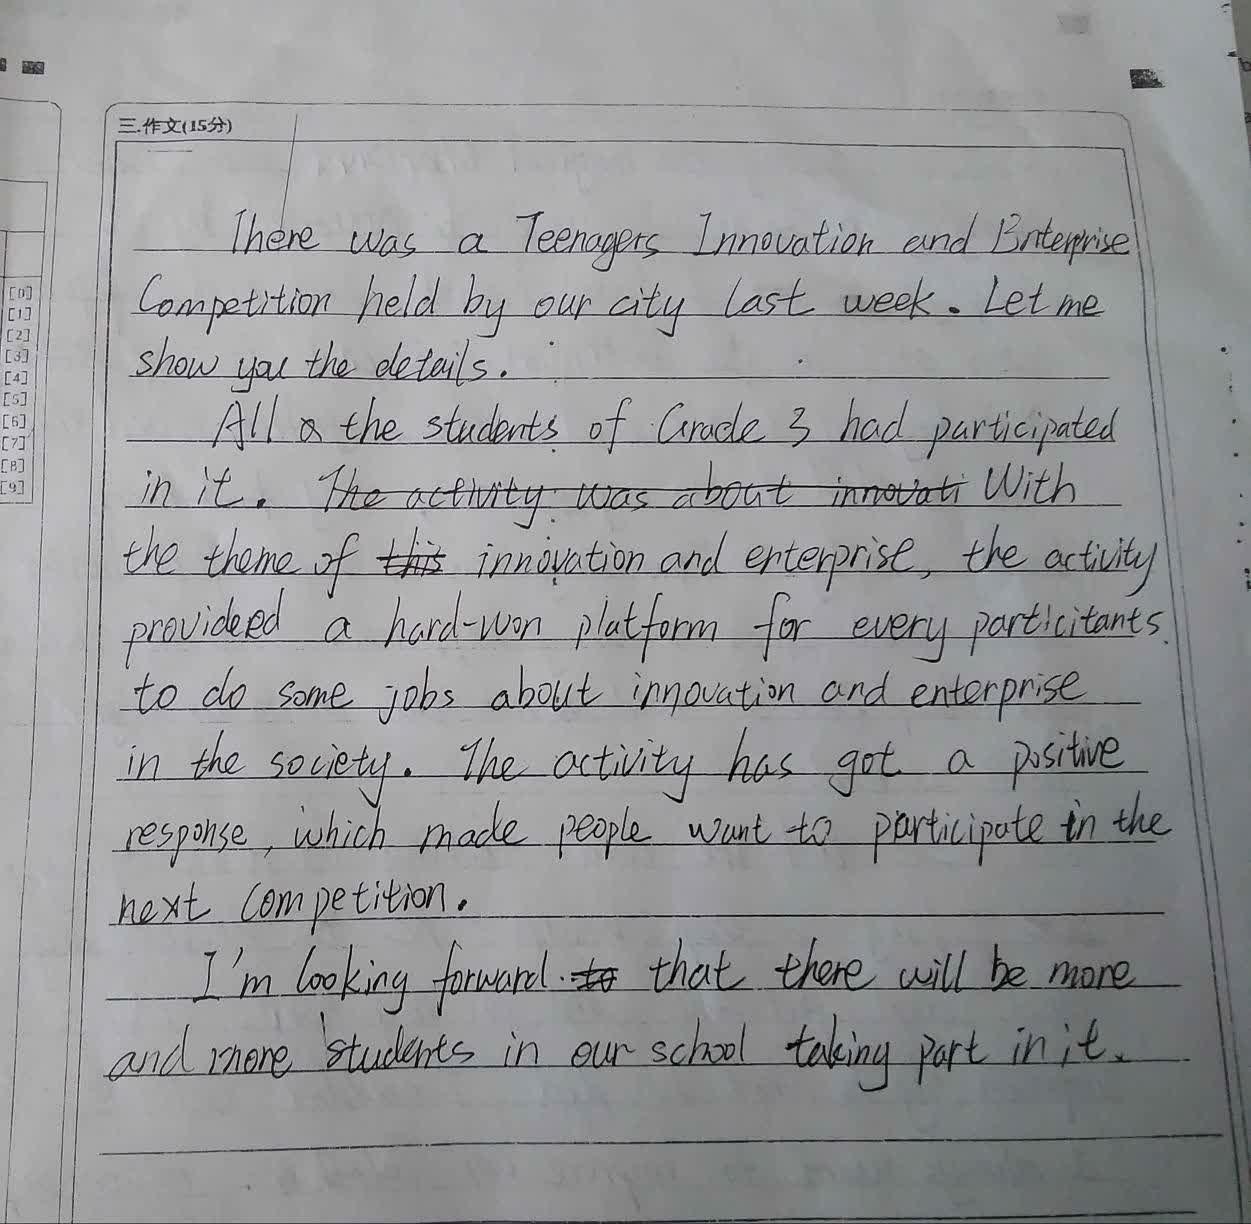 三.作文(15分)
There was a Teenagers Innovation and Enterprise
Competition held by our city last week. Let me
show you the details.
All a the students of Grade 3 had participated
in it. The activity was about innovati With
the theme of this innovation and enterprise, the activity
provideed a hard-won platform for every particitants
to do some jobs about innovation and enterprise
in the society. The activity has got a positive
response, which made people want to participate in the
next competition.
I'm looking forward to that there will be more
and more students in our school taking part in it.
[0]
[1]
[2]
[3]
[4]
[5]
[6]
[7]
[8]
[9]